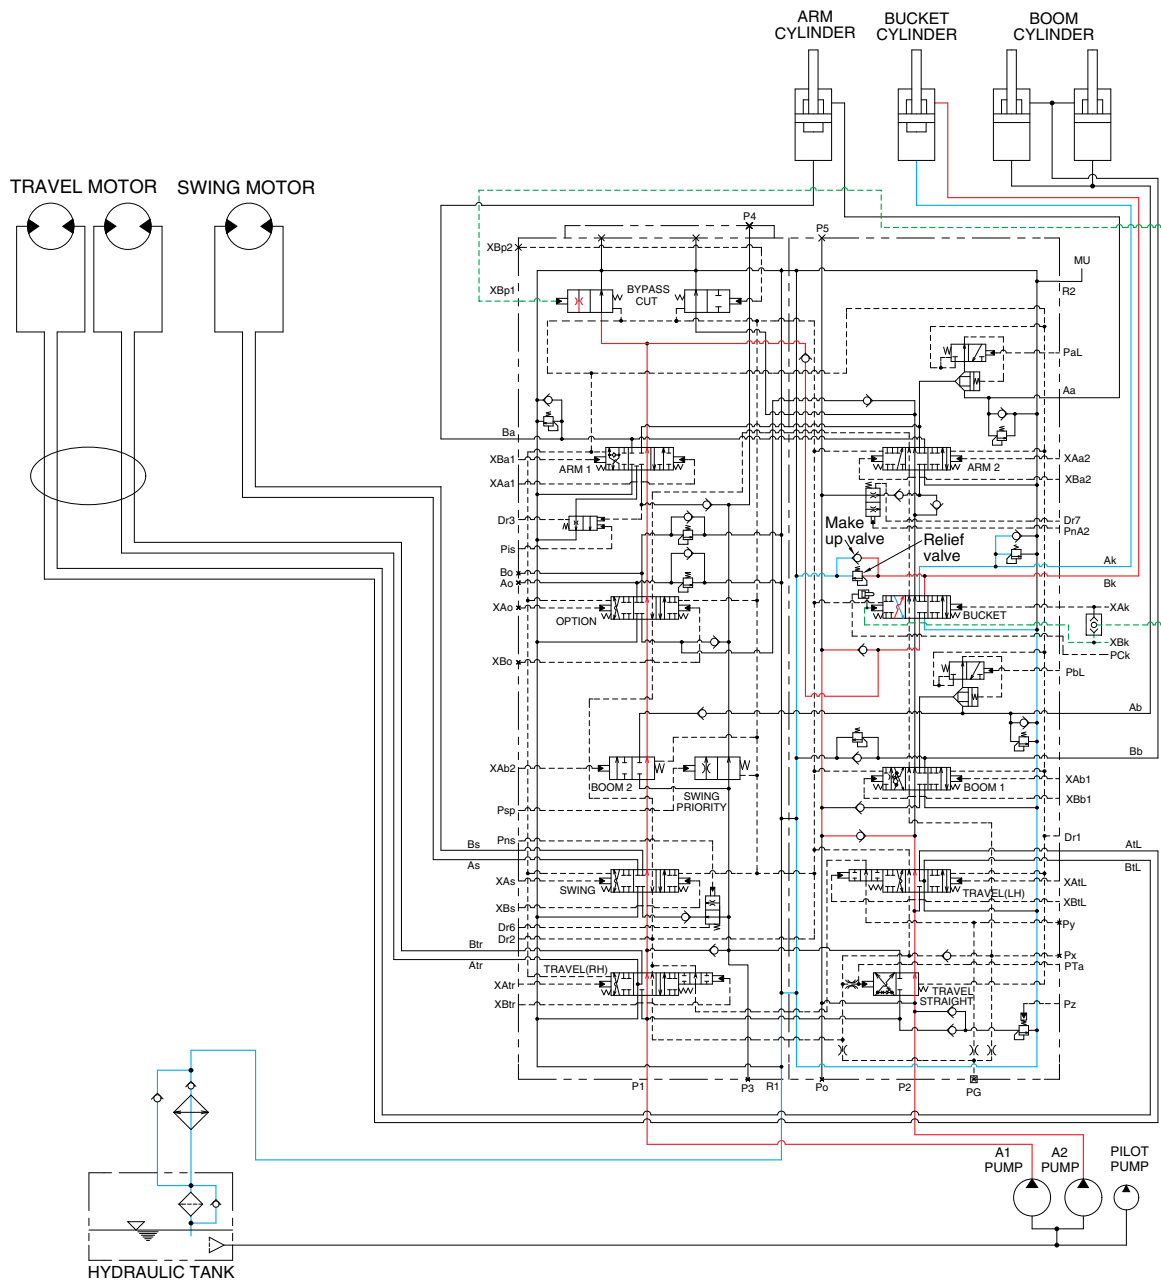 ARM
CYLINDER
BUCKET
CYLINDER
BOOM
CYLINDER
TRAVEL MOTOR
SWING MOTOR
P4
P5
XBp2
MU
XBp1
BYPASS
CUT
R2
PaL
Aa
Ba
XBa1
ARM 1
XAa1
ARM 2
XAa2
XBa2
Dr3
Dr7
PnA2
Make
up valve
Relief
valve
Pis
Ak
Bo
Ao
Bk
XAo
OPTION
BUCKET
XAk
XBk
PCk
XBo
PbL
Ab
Bb
XAb2
BOOM 2
SWING
PRIORITY
BOOM 1
XAb1
XBb1
Psp
Pns
Dr1
Bs
AtL
As
BtL
XAs
SWING
TRAVEL(LH)
XAtL
XBs
XBtL
Dr6
Py
Dr2
Btr
Px
Atr
TRAVEL(RH)
PTa
XAtr
TRAVEL
STRAIGHT
XBtr
Pz
P1
P3
R1
Po
P2
PG
A1
PUMP
A2
PUMP
PILOT
PUMP
HYDRAULIC TANK